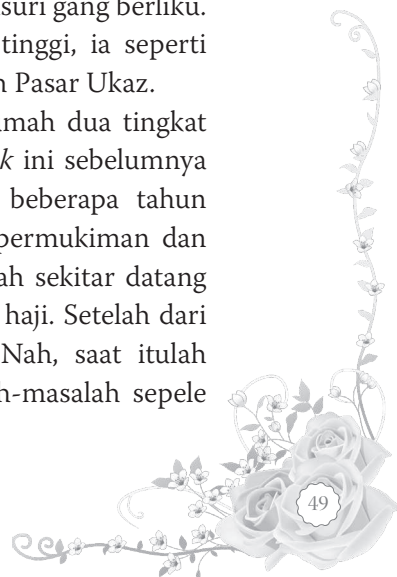 suri gang berliku.
tinggi, ia seperti
n Pasar Ukaz.
mah dua tingkat
k ini sebelumnya
beberapa tahun
permukiman dan
ah sekitar datang
haji. Setelah dari
Nah, saat itulah
h-masalah sepele
49